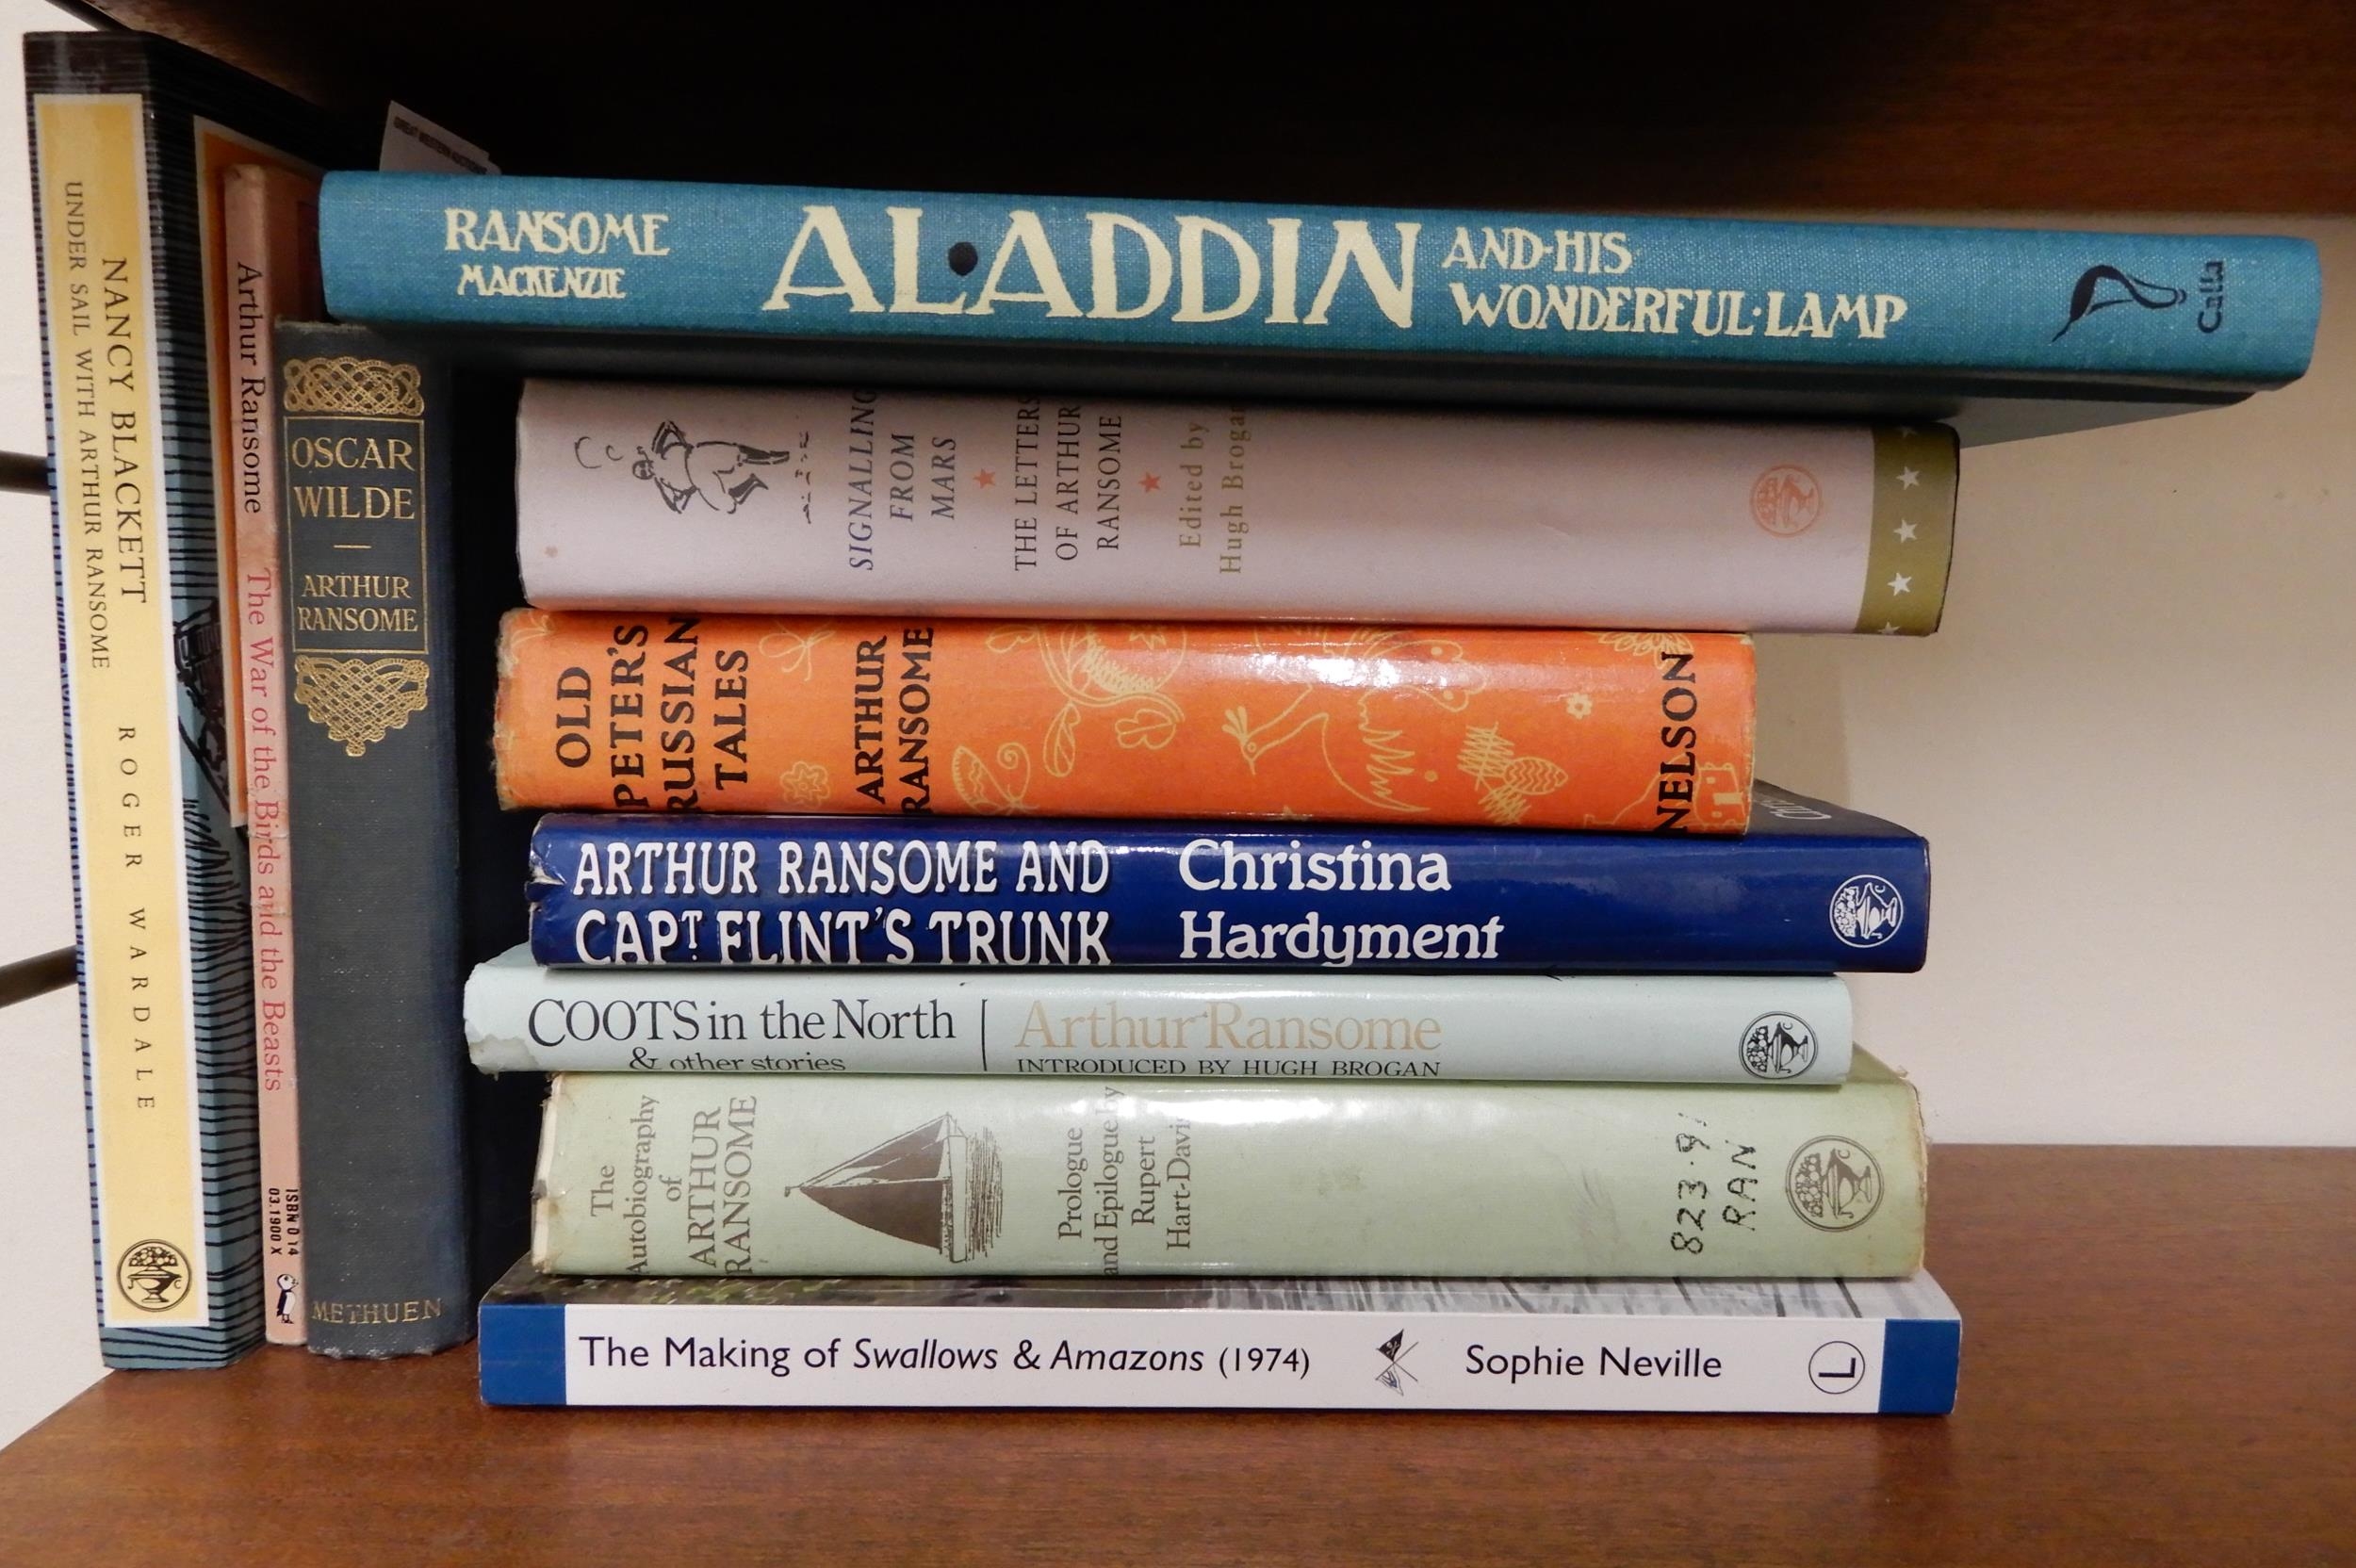 NANCY BLACKETT
UNDER SAIL WITH ARTHUR RANSOME
ROGER WARDALE
Arthur Ransome
The War of the Birds and the Beasts
ISBN 0 14
03.1900 X
OSCAR
WILDE
—
ARTHUR
RANSOME
METHUEN
RANSOME
MACKENZIE
AL·ADDIN
AND·HIS
WONDERFUL·LAMP
Calla
SIGNALLING
FROM
MARS
THE LETTERS
OF ARTHUR
RANSOME
Edited by
Hugh Brogan
OLD
PETER'S
RUSSIAN
TALES
ARTHUR
RANSOME
NELSON
ARTHUR RANSOME AND
CAPT. FLINT'S TRUNK
Christina
Hardyment
COOTS in the North
& other stories
Arthur Ransome
INTRODUCED BY HUGH BROGAN
The
Autobiography
of
ARTHUR
RANSOME
Prologue
and Epilogue by
Rupert
Hart-Davi
823.9
RAN
The Making of Swallows & Amazons (1974)
Sophie Neville
L